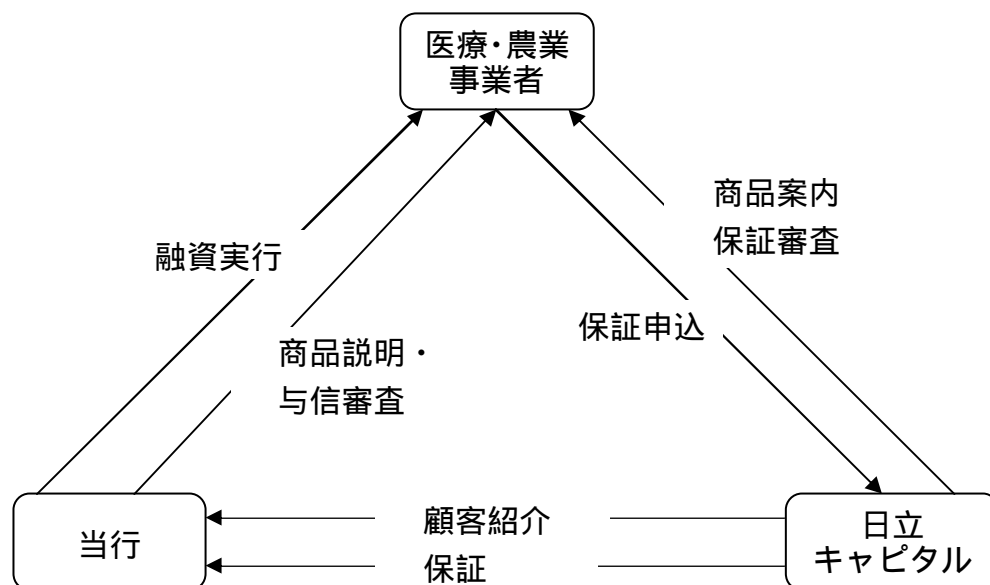 医療・農業
事業者
商品案内
保証審査
融資実行
保証申込
商品説明・
与信審査
当行
顧客紹介
保証
日立
キャピタル